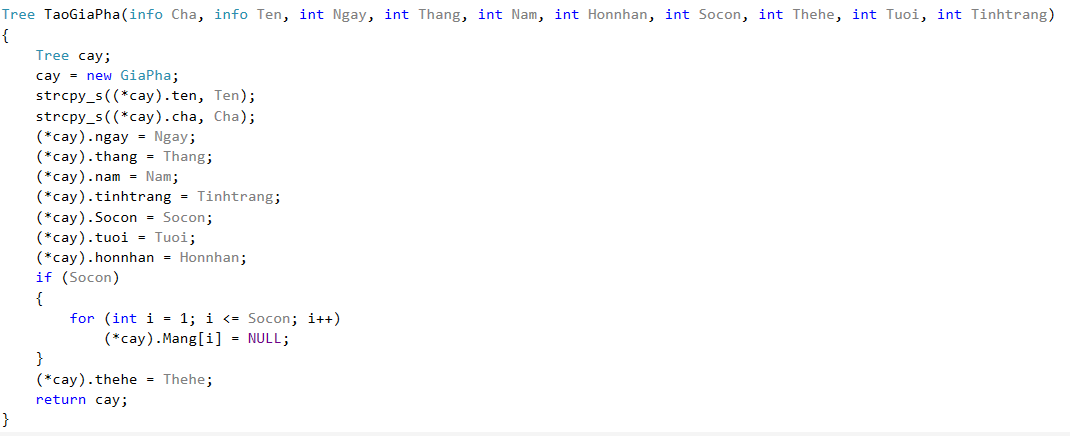 Tree TaoGiaPha(info Cha, info Ten, int Ngay, int Thang, int Nam, int Honnhan, int Socon, int Thehe, int Tuoi, int Tinhtrang)
{
    Tree cay;
    cay = new GiaPha;
    strcpy_s((*cay).ten, Ten);
    strcpy_s((*cay).cha, Cha);
    (*cay).ngay = Ngay;
    (*cay).thang = Thang;
    (*cay).nam = Nam;
    (*cay).tinhtrang = Tinhtrang;
    (*cay).Socon = Socon;
    (*cay).tuoi = Tuoi;
    (*cay).honnhan = Honnhan;
    if (Socon)
    {
        for (int i = 1; i <= Socon; i++)
            (*cay).Mang[i] = NULL;
    }
    (*cay).thehe = Thehe;
    return cay;
}